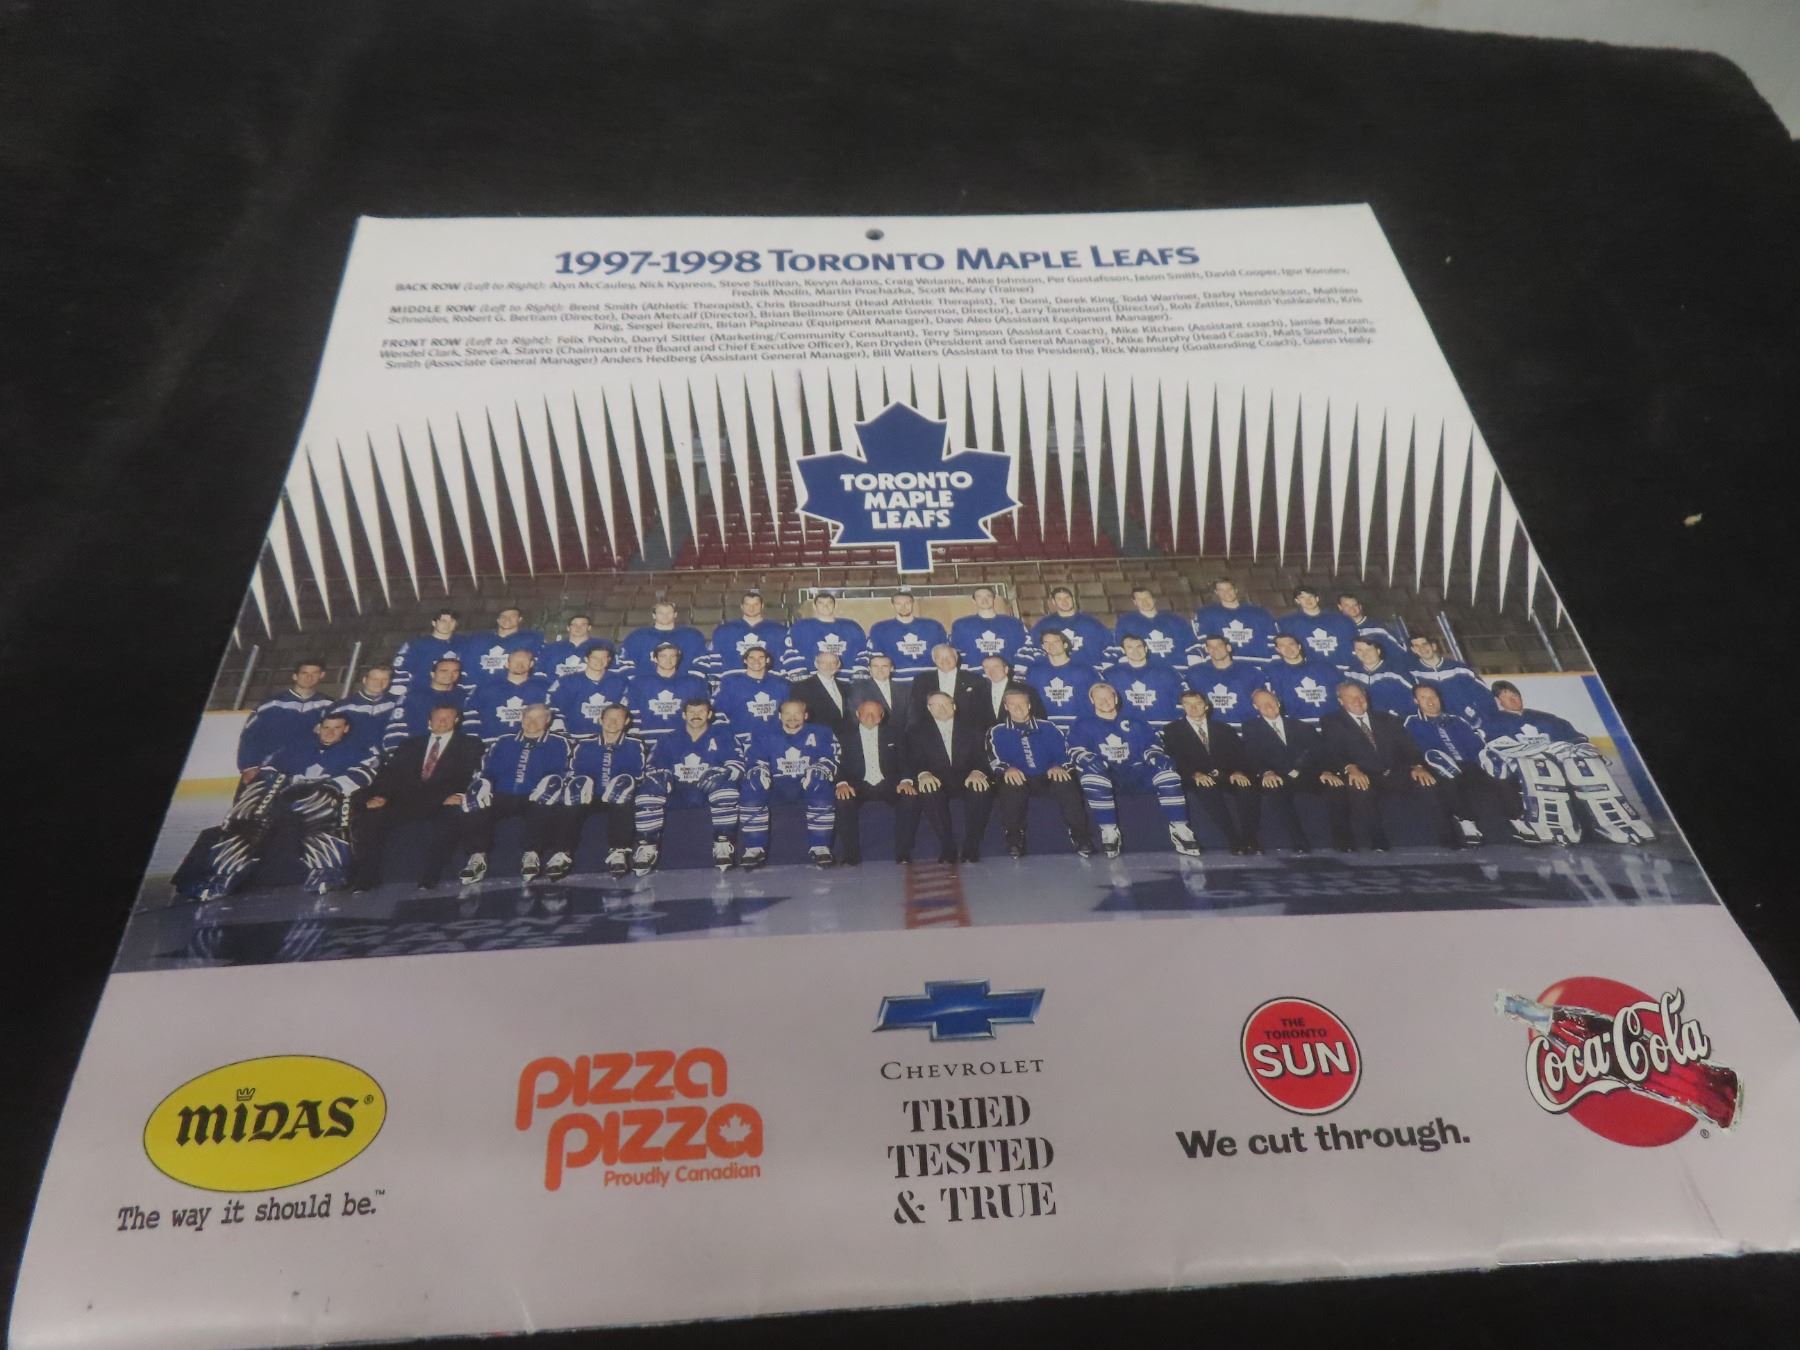 1997-1998 TORONTO MAPLE LEAFS
BACK ROW (Left to Right): Alyn McCauley, Nick Kypreos, Steve Sullivan, Kevyn Adams, Craig Wolanin, Mike Johnson, Per Gustafsson, Jason Smith, David Cooper, Igor Korolev,
Fredrik Modin, Martin Prochazka, Scott McKay (Trainer)
MIDDLE ROW (Left to Right): Brent Smith (Athletic Therapist), Chris Broadhurst (Head Athletic Therapist), Tie Domi, Derek King, Todd Warriner, Darby Hendrickson, Mathieu
Schneider, Robert G. Bertram (Director), Dean Metcalf (Director), Brian Bellmore (Alternate Governor, Director), Larry Tanenbaum (Director), Rob Zettler, Dimitri Yushkevich, Kris
King, Sergei Berezin, Brian Papineau (Equipment Manager), Dave Aleo (Assistant Equipment Manager).
FRONT ROW (Left to Right): Felix Potvin, Darryl Sittler (Marketing/Community Consultant), Terry Simpson (Assistant Coach), Mike Kitchen (Assistant coach), Jamie Macoun,
Wendel Clark, Steve A. Stavro (Chairman of the Board and Chief Executive Officer), Ken Dryden (President and General Manager), Mike Murphy (Head Coach), Mats Sundin, Glenn Healy,
Smith (Associate General Manager) Anders Hedberg (Assistant General Manager), Bill Watters (Assistant to the President), Rick Wamsley (Goaltending Coach), Mike
TORONTO
MAPLE
LEAFS
MIDAS®
The way it should be.™
PIZZA
PIZZA
Proudly Canadian
CHEVROLET
TRIED
TESTED
& TRUE
THE
TORONTO
SUN
We cut through.
Coca-Cola®